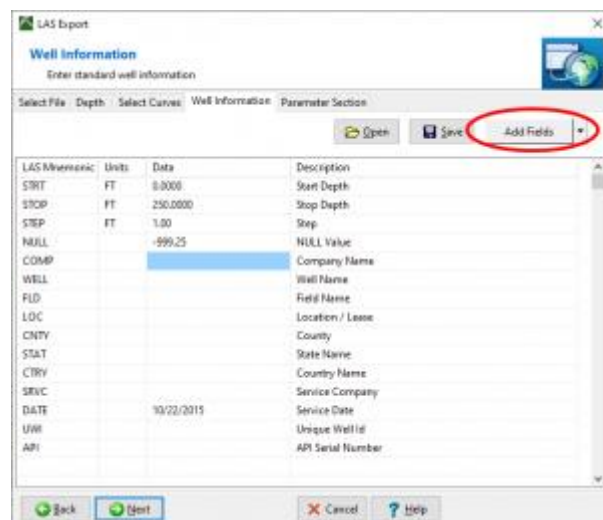 LAS Export
Well Information
Enter standard well information
Select File Depth Select Curves Well Information Parameter Section
Open Save Add Fields
LAS Mnemonic Units Data Description
STRT FT 0.0000 Start Depth
STOP FT 250.0000 Stop Depth
STEP FT 1.00 Step
NULL -999.25 NULL Value
COMP Company Name
WELL Well Name
FLD Field Name
LOC Location / Lease
CNTY County
STAT State Name
CTRY Country Name
SRVC Service Company
DATE 10/22/2015 Service Date
UWI Unique Well Id
API API Serial Number
Back Next Cancel Help